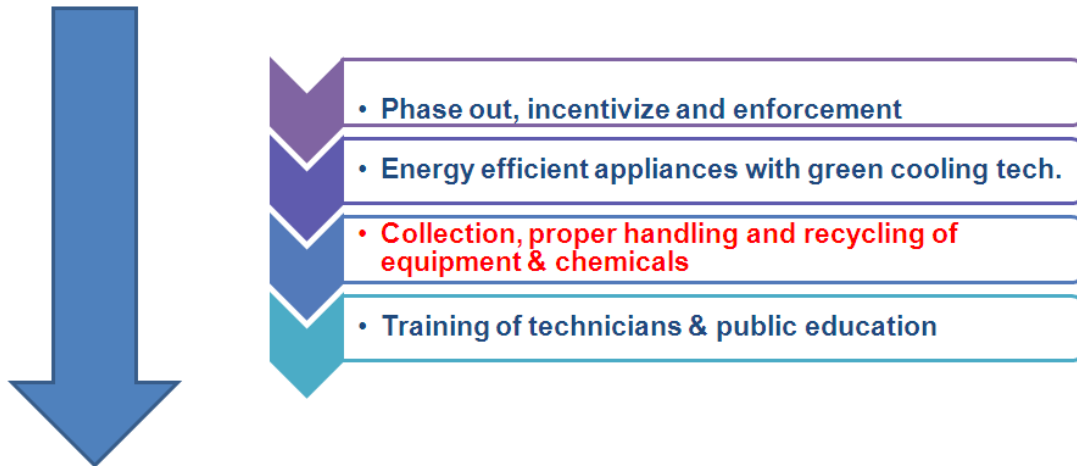 • Phase out, incentivize and enforcement
• Energy efficient appliances with green cooling tech.
• Collection, proper handling and recycling of
equipment & chemicals
• Training of technicians & public education